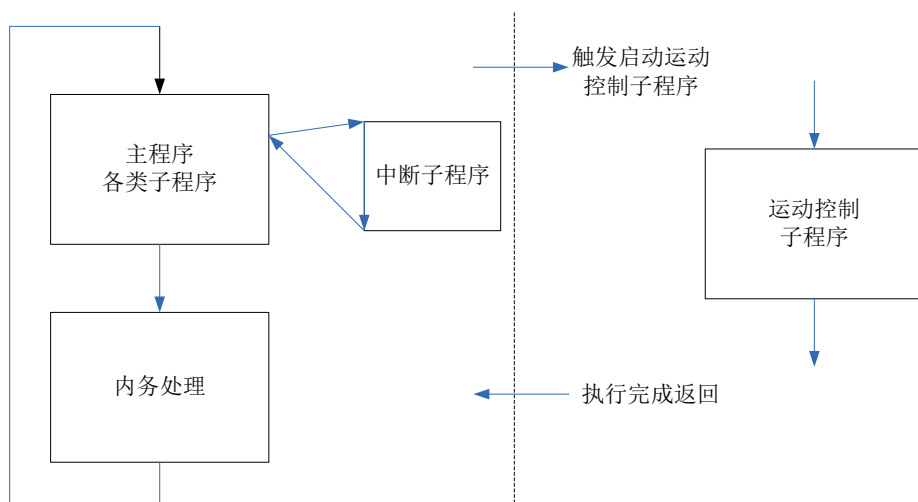 触发启动运动
控制子程序
主程序
各类子程序
中断子程序
运动控制
子程序
内务处理
执行完成返回